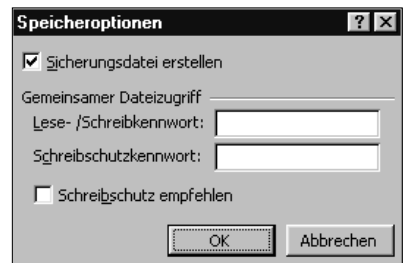 Speicheroptionen
Sicherungsdatei erstellen
Gemeinsamer Dateizugriff
Lese- /Schreibkennwort:
Schreibschutzkennwort:
Schreibschutz empfehlen
OK Abbrechen